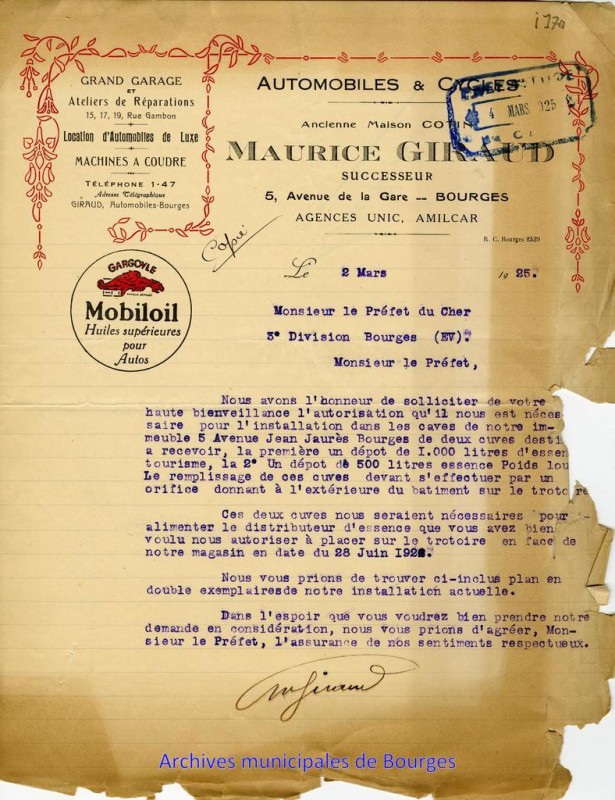 i 170
GRAND GARAGE
ET
Ateliers de Réparations
15, 17, 19, Rue Gambon
Location d'Automobiles de Luxe
MACHINES A COUDRE
TÉLÉPHONE 1-47
Adresse Télégraphique
GIRAUD, Automobiles-Bourges
AUTOMOBILES & CYCLES
4 MARS 925
Ancienne Maison COTIN
MAURICE GIRAUD
SUCCESSEUR
5, Avenue de la Gare -- BOURGES
AGENCES UNIC, AMILCAR
R. C. Bourges 2529
Copié
GARGOYLE
Mobiloil
Huiles supérieures
pour
Autos
Le 2 Mars 1925.
Monsieur le Préfet du Cher
3e Division Bourges (EV).
Monsieur le Préfet,
Nous avons l'honneur de solliciter de votre
haute bienveillance l'autorisation qu'il nous est néces
saire pour l'installation dans les caves de notre im-
meuble 5 Avenue Jean Jaurès Bourges de deux cuves desti
a recevoir, la première un dépot de I.000 litres d'essen
tourisme, la 2e Un dépot de 500 litres essence Poids lou
Le remplissage de ces cuves devant s'effectuer par un
orifice donnant à l'extérieure du batiment sur le trotoire
Ces deux cuves nous seraient nécessaires pour
alimenter le distributeur d'essence que vous avez bien
voulu nous autoriser à placer sur le trotoire en face de
notre magasin en date du 28 Juin 1922.
Nous vous prions de trouver ci-inclus plan en
double exemplairesde notre installation actuelle.
Dans l'espoir que vous voudrez bien prendre notre
demande en considération, nous vous prions d'agréer, Mon-
sieur le Préfet, l'assurance de nos sentiments respectueux.
MGiraud
Archives municipales de Bourges